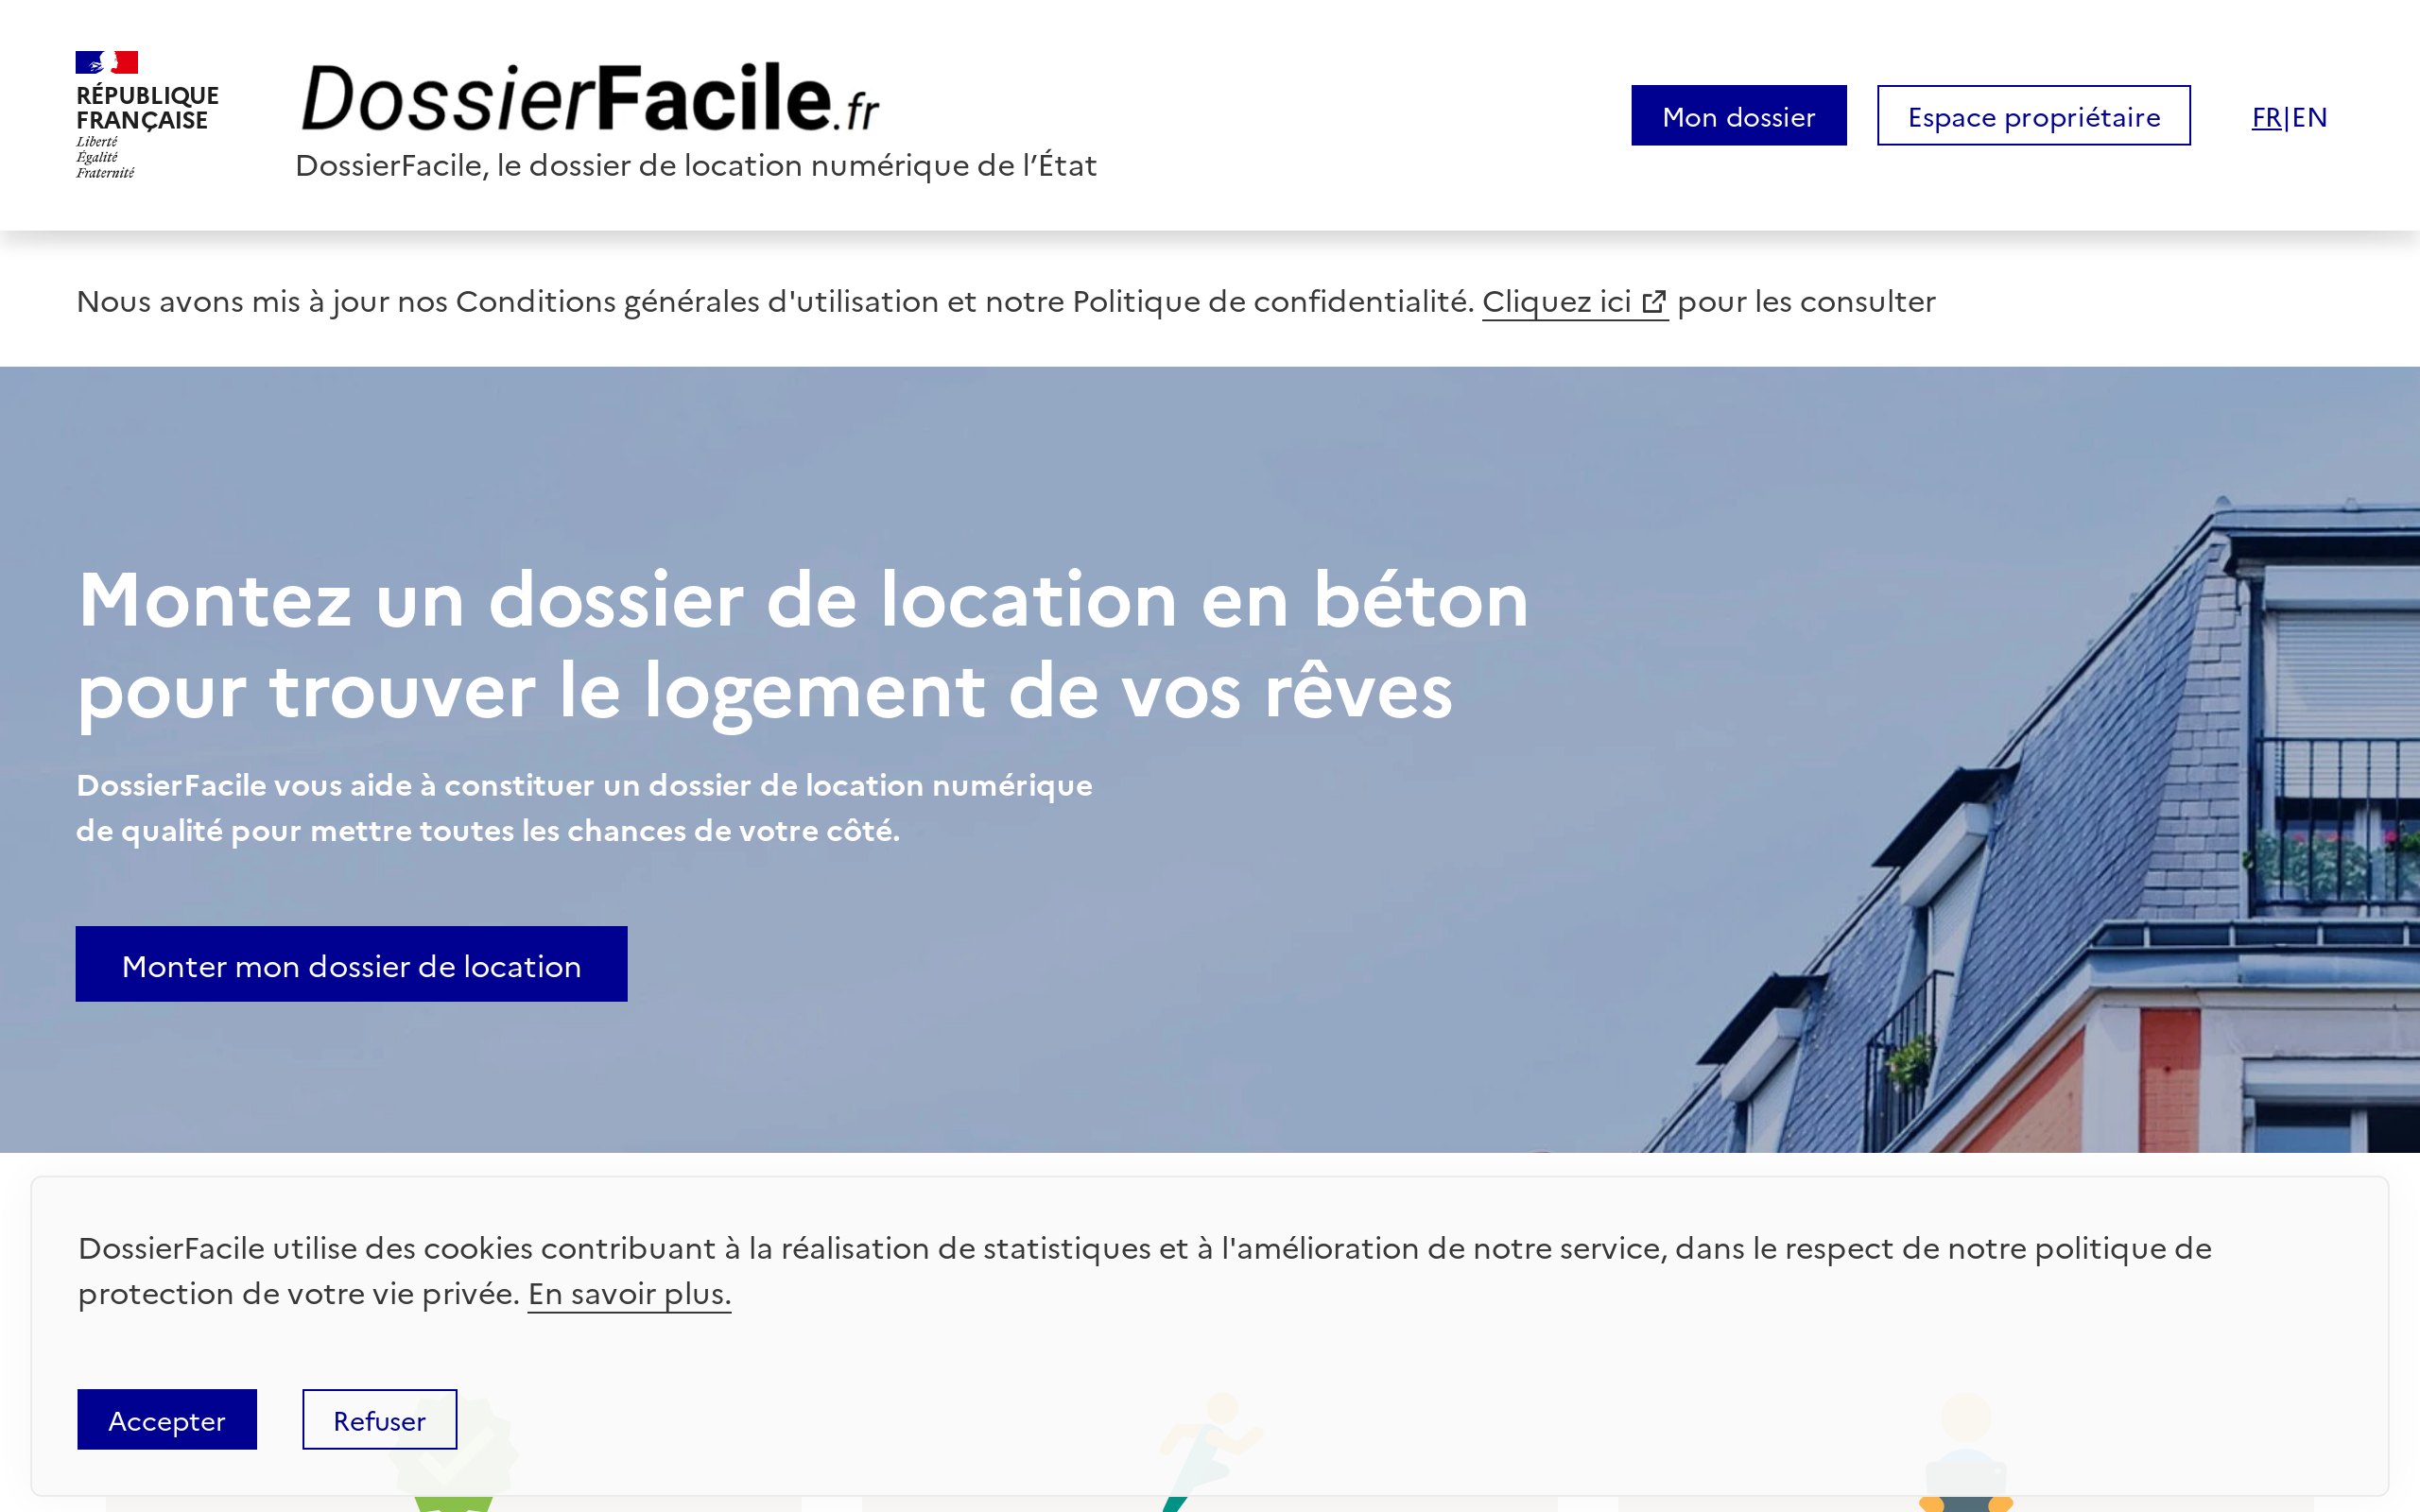 RÉPUBLIQUE
FRANÇAISE
Liberté
Égalité
Fraternité
DossierFacile.fr
DossierFacile, le dossier de location numérique de l’État
Mon dossier
Espace propriétaire
FR|EN
Nous avons mis à jour nos Conditions générales d'utilisation et notre Politique de confidentialité. Cliquez ici pour les consulter
Montez un dossier de location en béton
pour trouver le logement de vos rêves
DossierFacile vous aide à constituer un dossier de location numérique
de qualité pour mettre toutes les chances de votre côté.
Monter mon dossier de location
DossierFacile utilise des cookies contribuant à la réalisation de statistiques et à l'amélioration de notre service, dans le respect de notre politique de
protection de votre vie privée. En savoir plus.
Accepter
Refuser